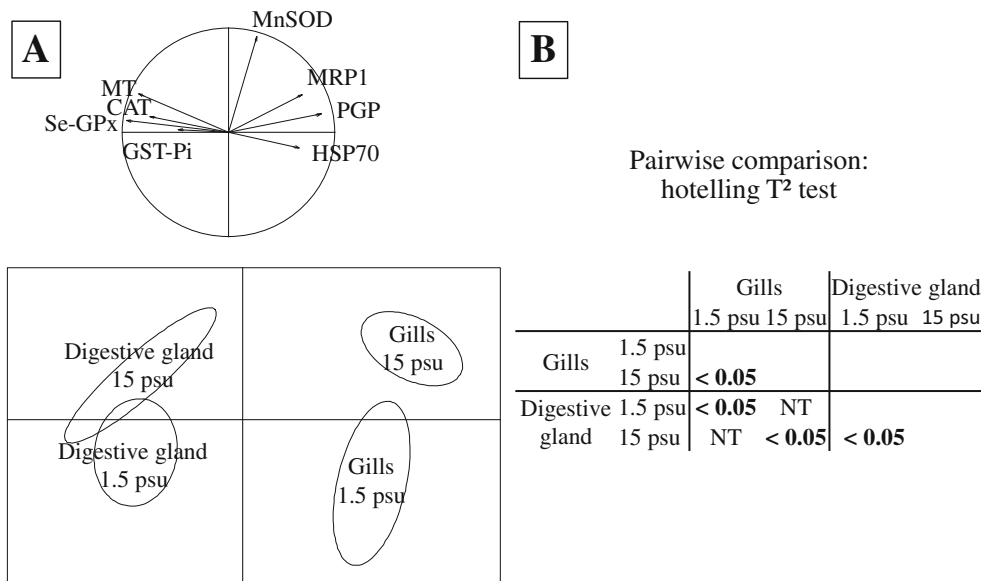 A
MnSOD
MRP1
MT
CAT
PGP
Se-GPx
GST-Pi
HSP70
Digestive gland
15 psu
Gills
15 psu
Digestive gland
1.5 psu
Gills
1.5 psu
B
Pairwise comparison:
hotelling T² test
Gills Digestive gland
1.5 psu 15 psu 1.5 psu 15 psu
Gills 1.5 psu
15 psu < 0.05
Digestive 1.5 psu < 0.05 NT
gland 15 psu NT < 0.05 < 0.05